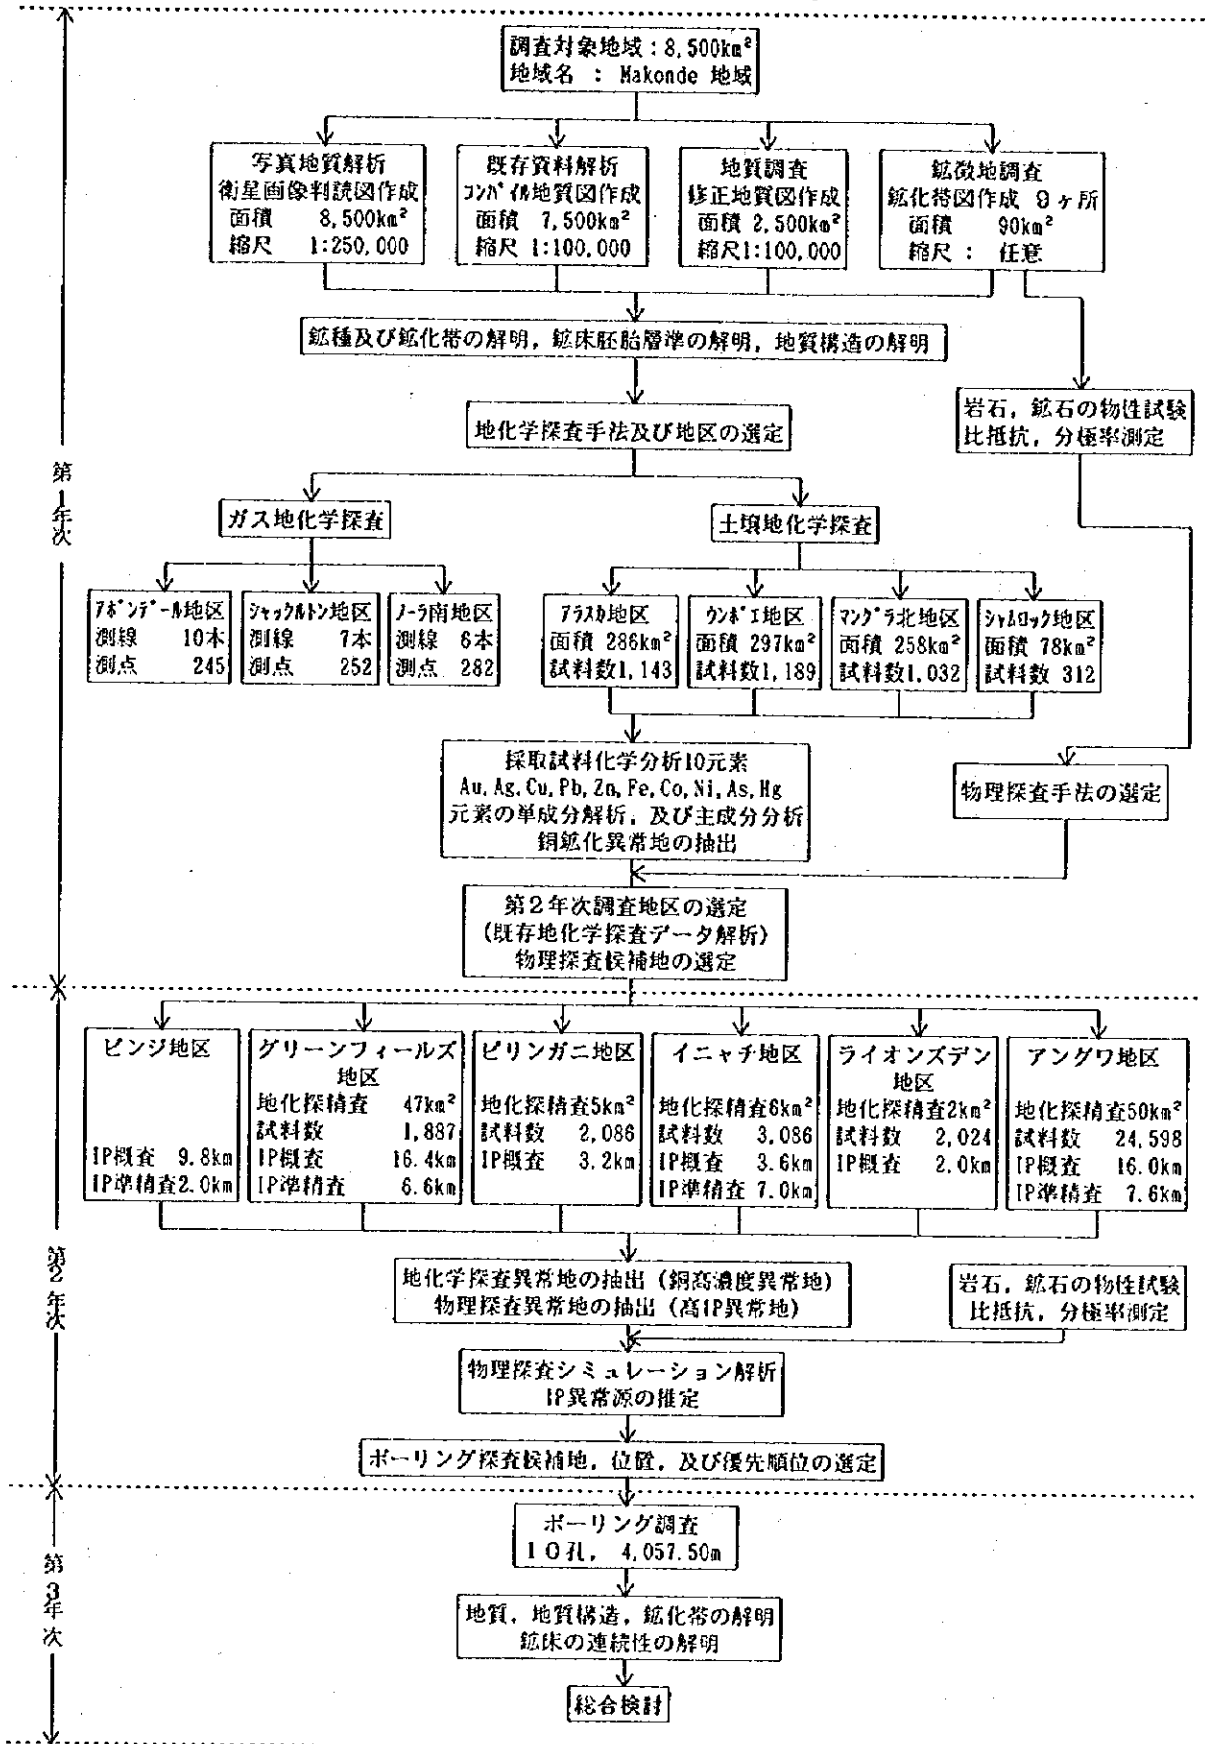 調査対象地域：8,500km²
地域名 ： Makonde 地域
写真地質解析
衛星画像判読図作成
面積 8,500km²
縮尺 1:250,000
既存資料解析
コンパイル地質図作成
面積 7,500km²
縮尺 1:100,000
地質調査
修正地質図作成
面積 2,500km²
縮尺1:100,000
鉱徴地調査
鉱化帯図作成 9ヶ所
面積 90km²
縮尺： 任意
鉱種及び鉱化帯の解明，鉱床胚胎層準の解明，地質構造の解明
岩石，鉱石の物性試験
比抵抗，分極率測定
地化学探査手法及び地区の選定
第1年次
ガス地化学探査
土壌地化学探査
アボンデール地区
測線 10本
測点 245
シャックルトン地区
測線 7本
測点 252
ノーラ南地区
測線 6本
測点 282
アラスカ地区
面積 286km²
試料数1,143
ウンボエ地区
面積 297km²
試料数1,189
マングラ北地区
面積 258km²
試料数1,032
シャムロック地区
面積 78km²
試料数 312
採取試料化学分析10元素
Au,Ag,Cu,Pb,Zn,Fe,Co,Ni,As,Hg
元素の単成分解析，及び主成分分析
銅鉱化異常地の抽出
物理探査手法の選定
第2年次調査地区の選定
(既存地化学探査データ解析)
物理探査候補地の選定
ビンジ地区
IP概査 9.8km
IP準精査2.0km
グリーンフィールズ
地区
地化探精査 47km²
試料数 1,887
IP概査 16.4km
IP準精査 6.6km
ピリンガニ地区
地化探精査5km²
試料数 2,086
IP概査 3.2km
イニャチ地区
地化探精査6km²
試料数 3,086
IP概査 3.6km
IP準精査 7.0km
ライオンズデン
地区
地化探精査2km²
試料数 2,024
IP概査 2.0km
アングワ地区
地化探精査50km²
試料数 24,598
IP概査 16.0km
IP準精査 7.6km
第2年次
地化学探査異常地の抽出 (銅高濃度異常地)
物理探査異常地の抽出 (高IP異常地)
岩石，鉱石の物性試験
比抵抗，分極率測定
物理探査シミュレーション解析
IP異常源の推定
ボーリング探査候補地，位置，及び優先順位の選定
第3年次
ボーリング調査
10孔， 4,057.50m
地質，地質構造，鉱化帯の解明
鉱床の連続性の解明
総合検討